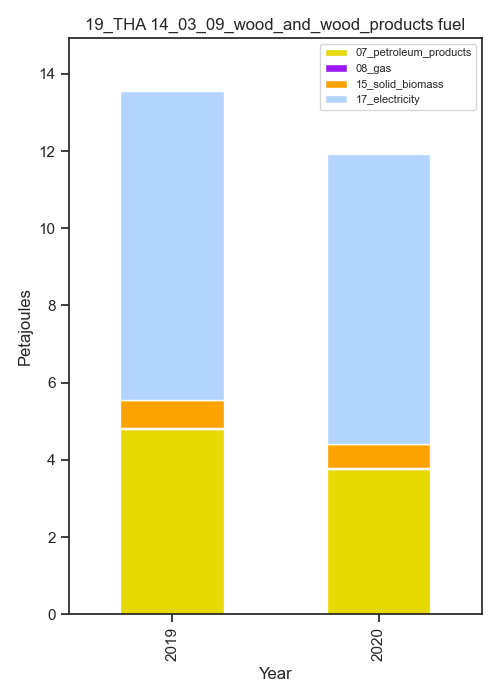 19_THA 14_03_09_wood_and_wood_products fuel
07_petroleum_products
08_gas
15_solid_biomass
17_electricity
Petajoules
14
12
10
8
6
4
2
0
2019
2020
Year